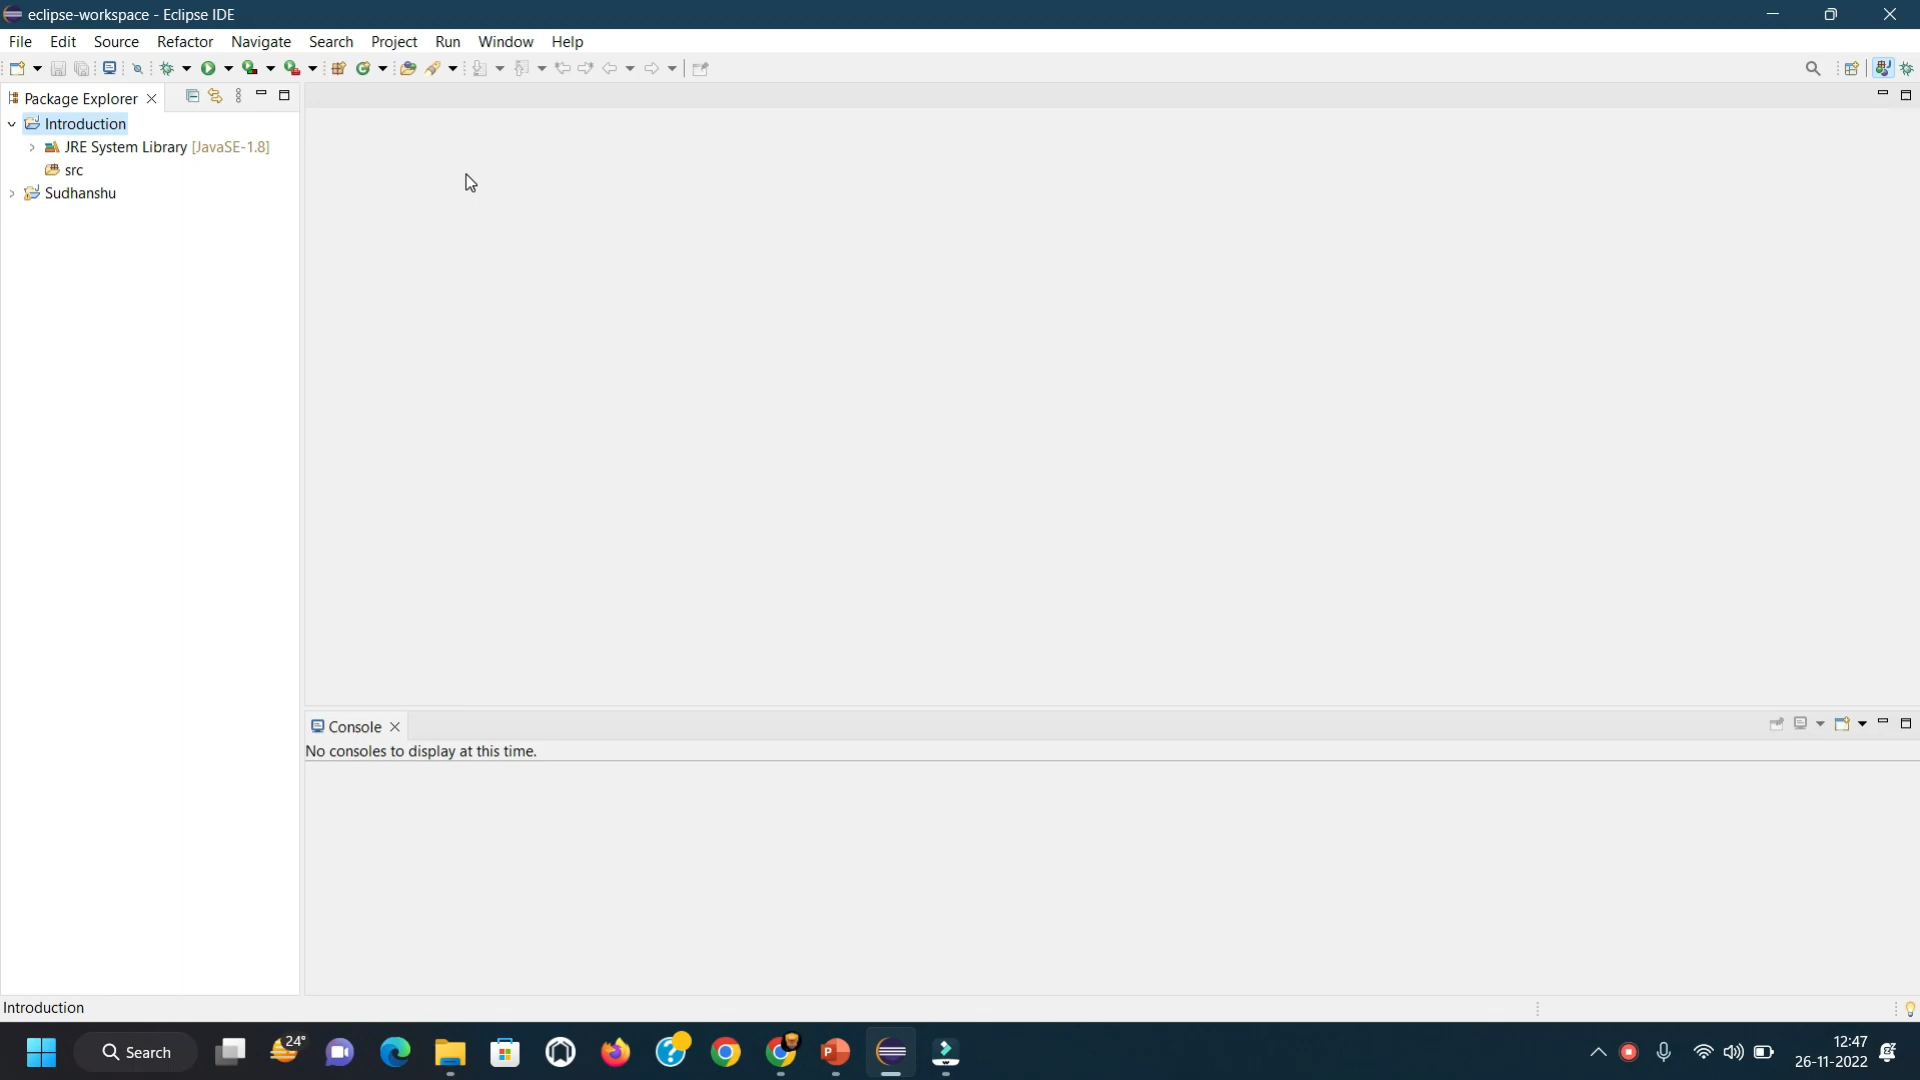 eclipse-workspace - Eclipse IDE
File Edit Source Refactor Navigate Search Project Run Window Help
Package Explorer
Introduction
JRE System Library [JavaSE-1.8]
src
Sudhanshu
Console
No consoles to display at this time.
Introduction
Search
24°
12:47
26-11-2022